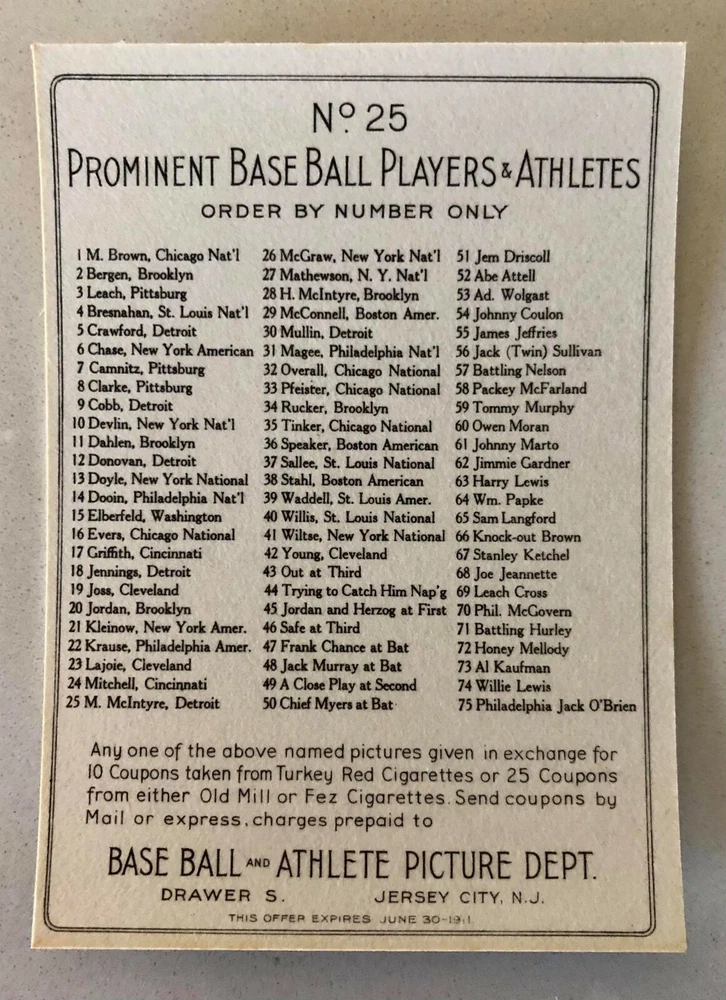 Nº 25
PROMINENT BASE BALL PLAYERS & ATHLETES
ORDER BY NUMBER ONLY
1 M. Brown, Chicago Nat'l
2 Bergen, Brooklyn
3 Leach, Pittsburg
4 Bresnahan, St. Louis Nat'l
5 Crawford, Detroit
6 Chase, New York American
7 Camnitz, Pittsburg
8 Clarke, Pittsburg
9 Cobb, Detroit
10 Devlin, New York Nat'l
11 Dahlen, Brooklyn
12 Donovan, Detroit
13 Doyle, New York National
14 Dooin, Philadelphia Nat'l
15 Elberfeld, Washington
16 Evers, Chicago National
17 Griffith, Cincinnati
18 Jennings, Detroit
19 Joss, Cleveland
20 Jordan, Brooklyn
21 Kleinow, New York Amer.
22 Krause, Philadelphia Amer.
23 Lajoie, Cleveland
24 Mitchell, Cincinnati
25 M. McIntyre, Detroit
26 McGraw, New York Nat'l
27 Mathewson, N. Y. Nat'l
28 H. McIntyre, Brooklyn
29 McConnell, Boston Amer.
30 Mullin, Detroit
31 Magee, Philadelphia Nat'l
32 Overall, Chicago National
33 Pfeister, Chicago National
34 Rucker, Brooklyn
35 Tinker, Chicago National
36 Speaker, Boston American
37 Sallee, St. Louis National
38 Stahl, Boston American
39 Waddell, St. Louis Amer.
40 Willis, St. Louis National
41 Wiltse, New York National
42 Young, Cleveland
43 Out at Third
44 Trying to Catch Him Nap'g
45 Jordan and Herzog at First
46 Safe at Third
47 Frank Chance at Bat
48 Jack Murray at Bat
49 A Close Play at Second
50 Chief Myers at Bat
51 Jem Driscoll
52 Abe Attell
53 Ad. Wolgast
54 Johnny Coulon
55 James Jeffries
56 Jack (Twin) Sullivan
57 Battling Nelson
58 Packey McFarland
59 Tommy Murphy
60 Owen Moran
61 Johnny Marto
62 Jimmie Gardner
63 Harry Lewis
64 Wm. Papke
65 Sam Langford
66 Knock-out Brown
67 Stanley Ketchel
68 Joe Jeannette
69 Leach Cross
70 Phil. McGovern
71 Battling Hurley
72 Honey Mellody
73 Al Kaufman
74 Willie Lewis
75 Philadelphia Jack O'Brien
Any one of the above named pictures given in exchange for
10 Coupons taken from Turkey Red Cigarettes or 25 Coupons
from either Old Mill or Fez Cigarettes. Send coupons by
Mail or express, charges prepaid to
BASE BALL AND ATHLETE PICTURE DEPT.
DRAWER S. JERSEY CITY, N.J.
THIS OFFER EXPIRES JUNE 30-1911